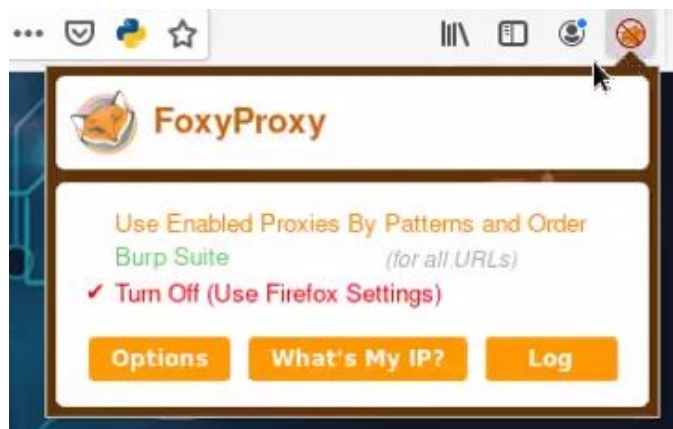 FoxyProxy
Use Enabled Proxies By Patterns and Order
Burp Suite (for all URLs)
✔ Turn Off (Use Firefox Settings)
Options What's My IP? Log